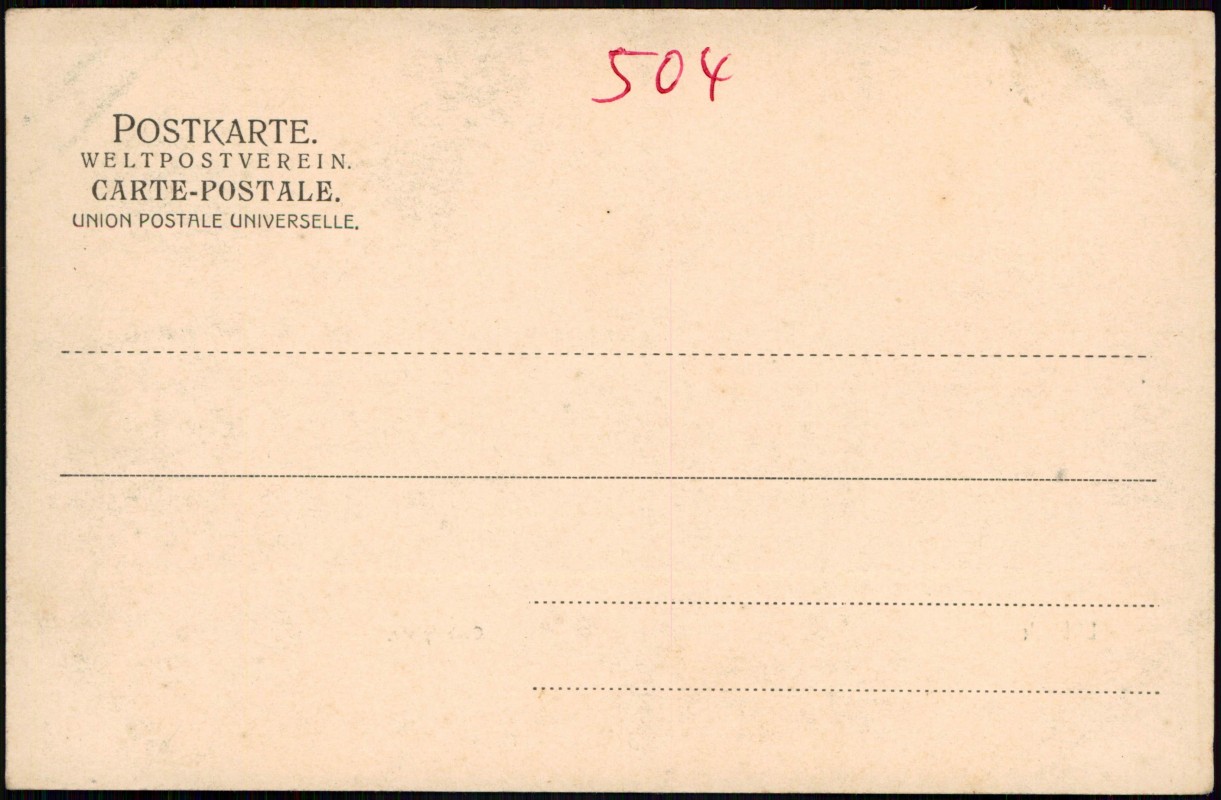 504
POSTKARTE.
WELTPOSTVEREIN.
CARTE-POSTALE.
UNION POSTALE UNIVERSELLE.